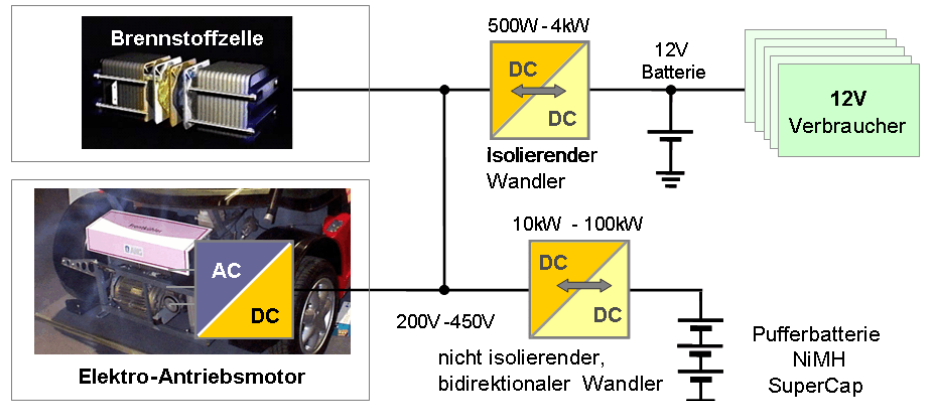 Brennstoffzelle
500W - 4kW
DC
DC
isolierender
Wandler
12V
Batterie
12V
Verbraucher
AC
DC
Elektro-Antriebsmotor
200V -450V
10kW - 100kW
DC
DC
nicht isolierender,
bidirektionaler Wandler
Pufferbatterie
NiMH
SuperCap